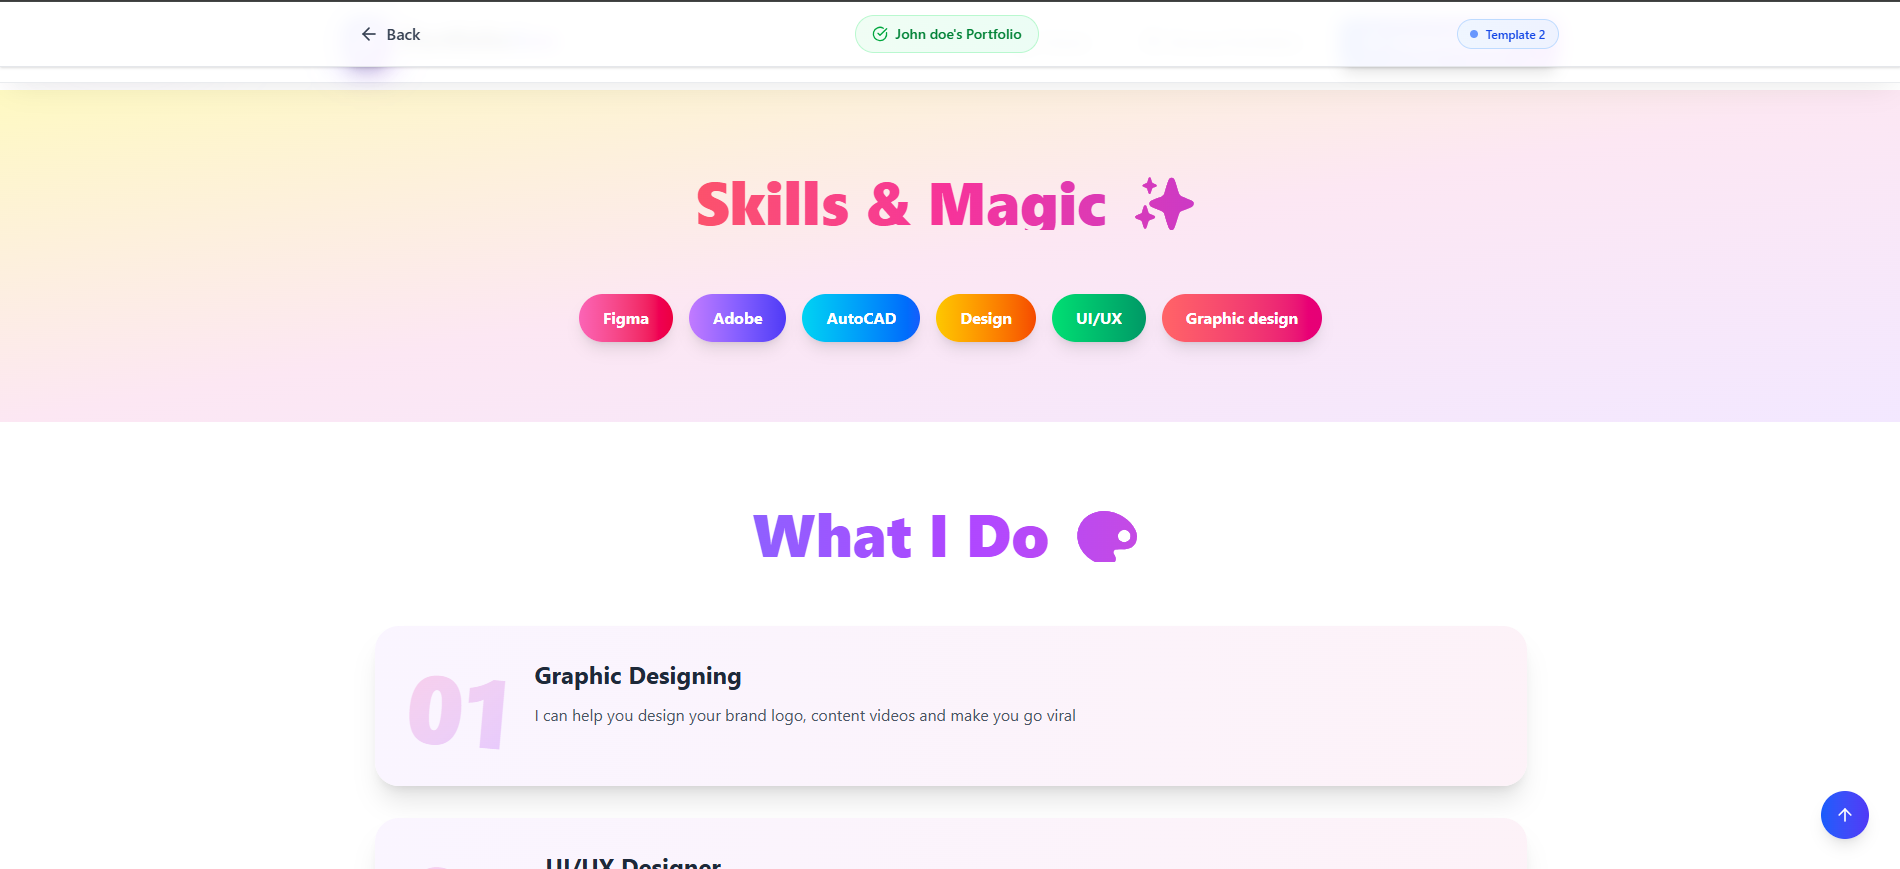 Back
John doe's Portfolio
Template 2
Skills & Magic ✨
Figma
Adobe
AutoCAD
Design
UI/UX
Graphic design
What I Do 🎨
01
Graphic Designing
I can help you design your brand logo, content videos and make you go viral
UI/UX Designer